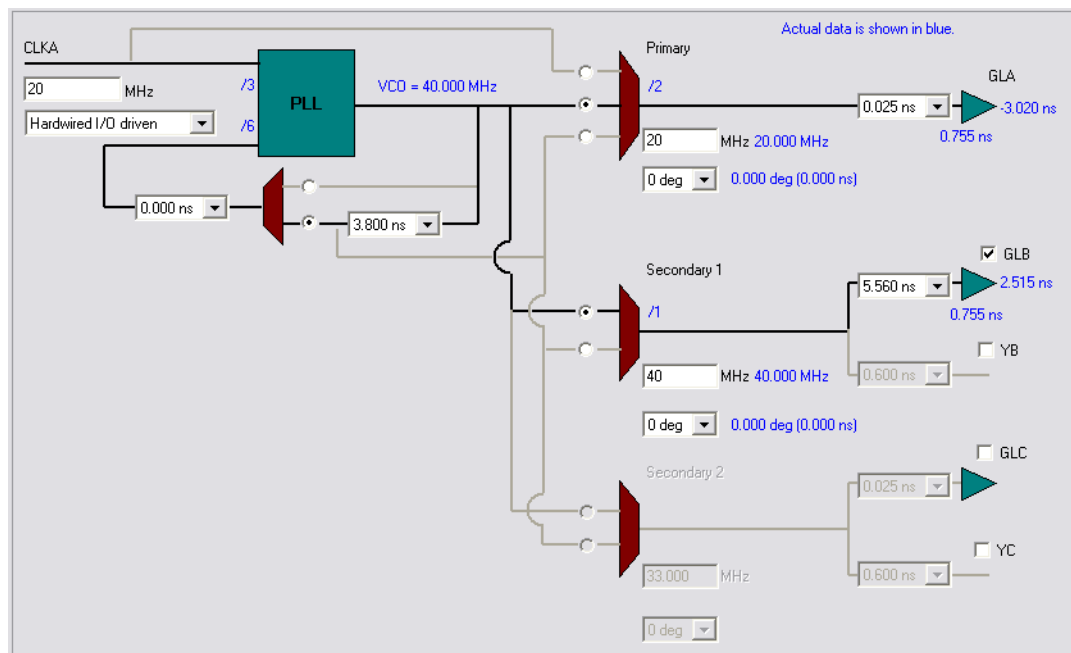 Actual data is shown in blue.
CLKA
Primary
GLA
20 MHz
/3
PLL
VCO = 40.000 MHz
/2
0.025 ns
-3.020 ns
Hardwired I/O driven
/6
20 MHz 20.000 MHz
0.755 ns
0 deg 0.000 deg (0.000 ns)
0.000 ns
3.800 ns
GLB
Secondary 1
5.560 ns
2.515 ns
/1
0.755 ns
YB
40 MHz 40.000 MHz
0.600 ns
0 deg 0.000 deg (0.000 ns)
GLC
Secondary 2
0.025 ns
YC
33.000 MHz
0.600 ns
0 deg